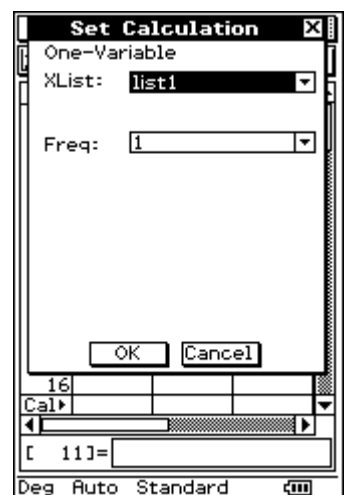 Set Calculation
One-Variable
XList: list1
Freq: 1
OK Cancel
16
Cal
[ 11]=
Deg Auto Standard